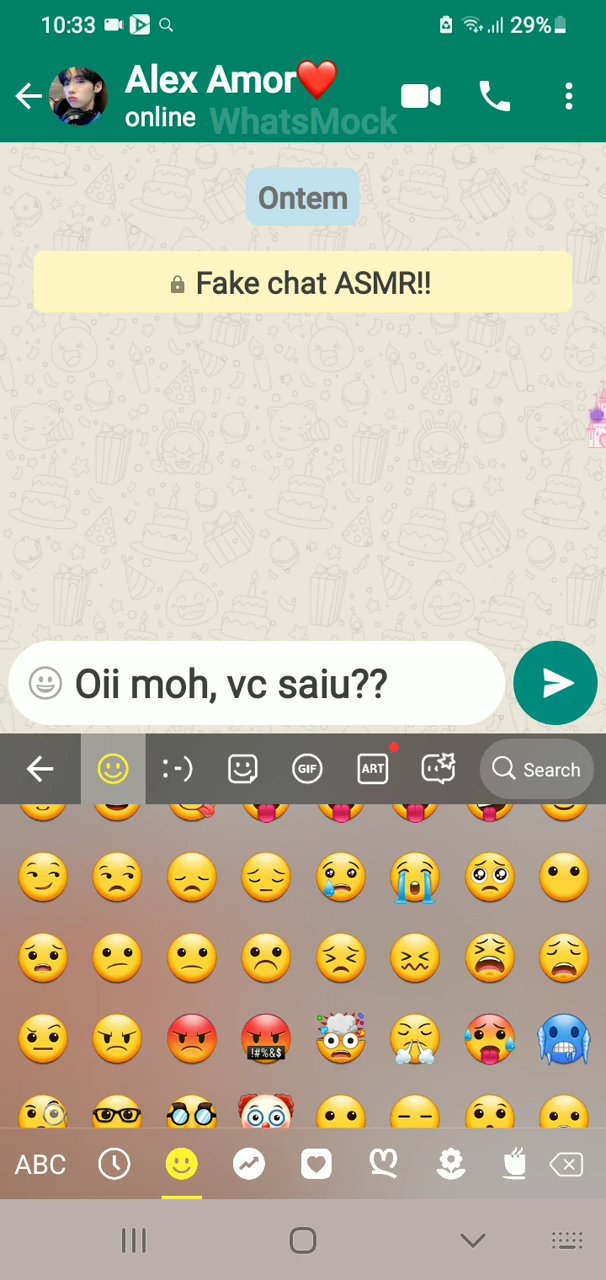 10:33 29%
Alex Amor❤️
online WhatsMock
Ontem
Fake chat ASMR!!
Oii moh, vc saiu??
:-) GIF ART Search
!#%&$
ABC